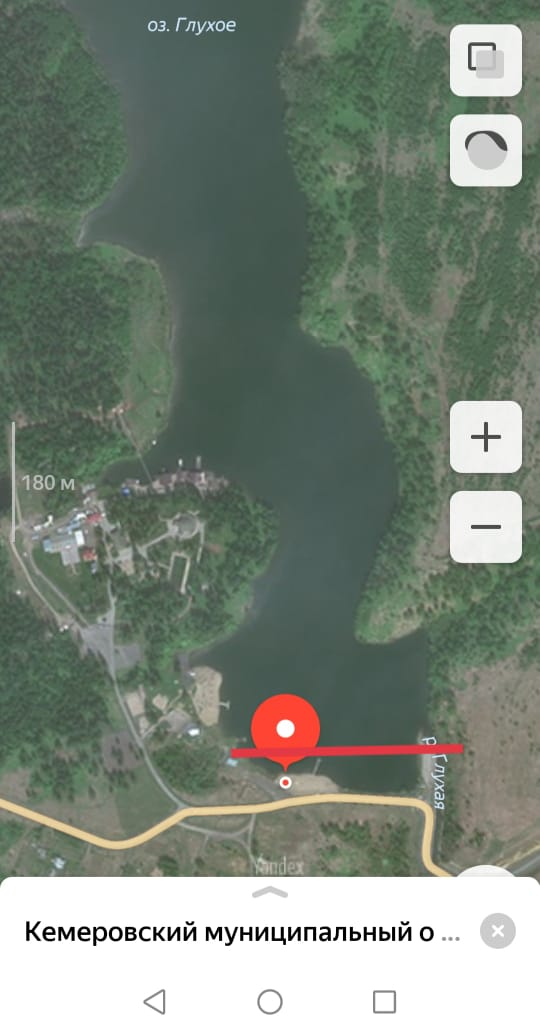 оз. Глухое
180 м
р. Глухая
Yandex
Кемеровский муниципальный о ...